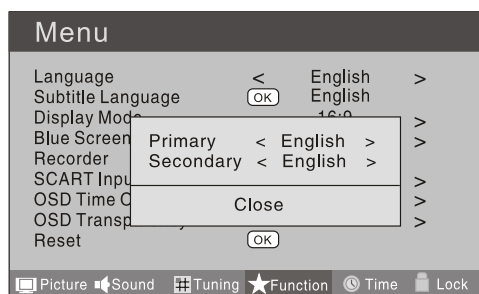 Menu
Language < English >
Subtitle Language OK English
Display Mode 16:9 >
Blue Screen >
Primary < English >
Recorder
Secondary < English >
SCART Inpu >
OSD Time O >
Close
OSD Transp >
Reset OK
Picture Sound Tuning Function Time Lock